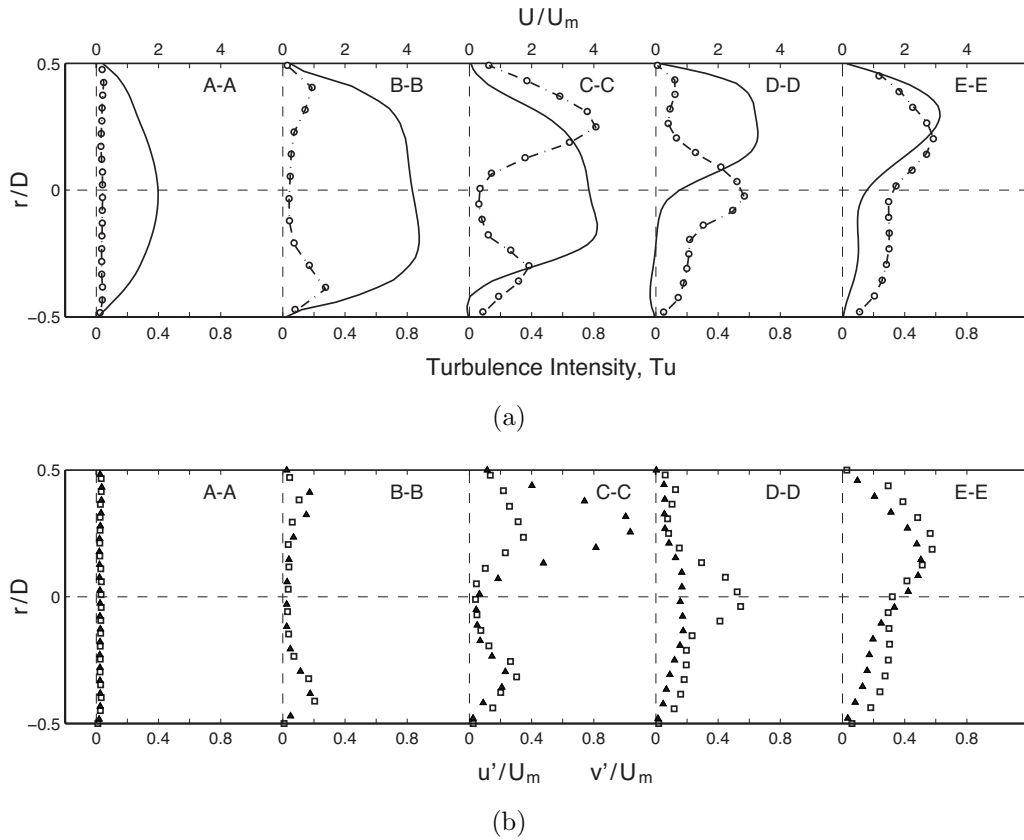 U/Um
0 2 4 0 2 4 0 2 4 0 2 4 0 2 4
0.5
A-A B-B C-C D-D E-E
r/D
0
−0.5
0 0.4 0.8 0.4 0.8 0.4 0.8 0.4 0.8 0.4 0.8
0 0 0 0
Turbulence Intensity, Tu
(a)
0.5
A-A B-B C-C D-D E-E
r/D
0
−0.5
0 0.4 0.8 0 0.4 0.8 0 0.4 0.8 0 0.4 0.8 0 0.4 0.8
u'/Um v'/Um
(b)